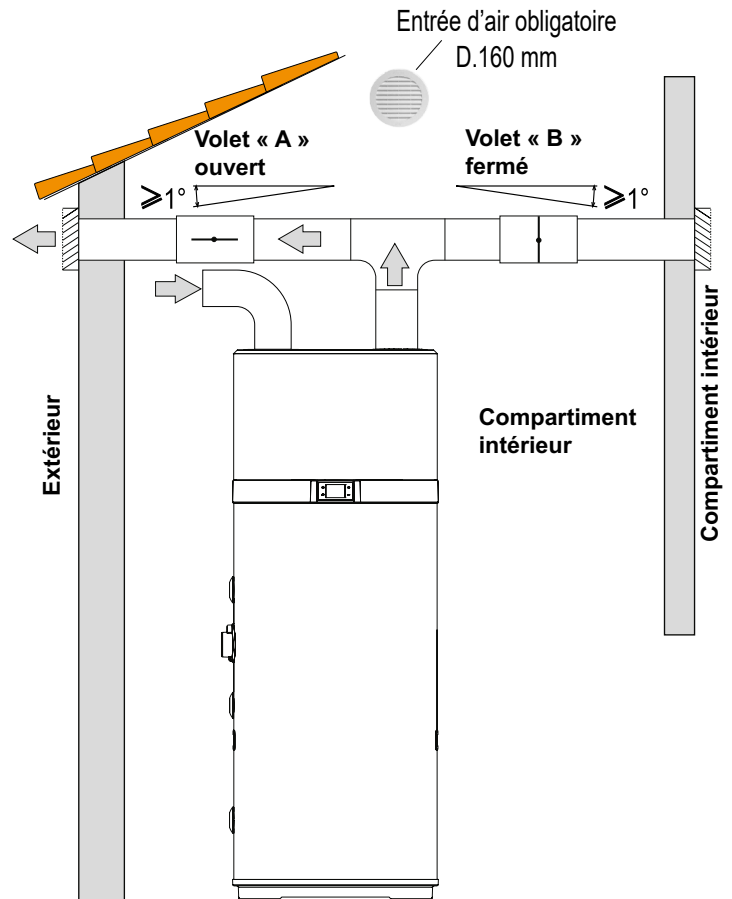 Entrée d’air obligatoire
D.160 mm
Volet « A »
ouvert
Volet « B »
fermé
⩾1°
⩾1°
Extérieur
Compartiment
intérieur
Compartiment intérieur